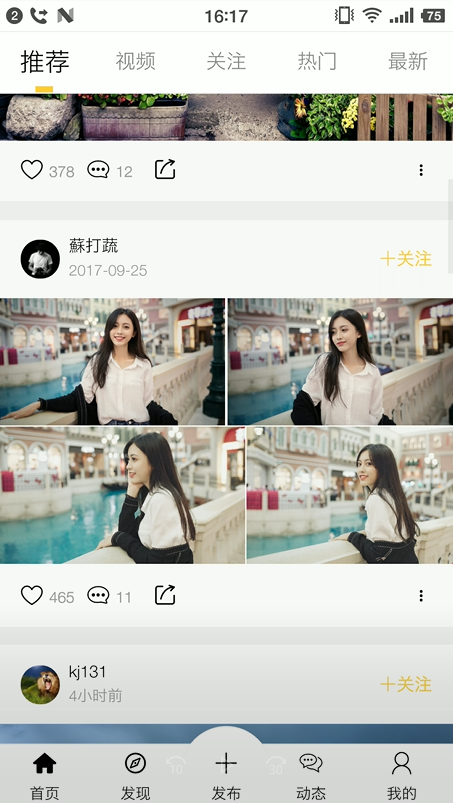 2 16:17 75
推荐 视频 关注 热门 最新
378 12
蘇打蔬
2017-09-25
+关注
465 11
kj131
4小时前
+关注
10 30
首页 发现 发布 动态 我的